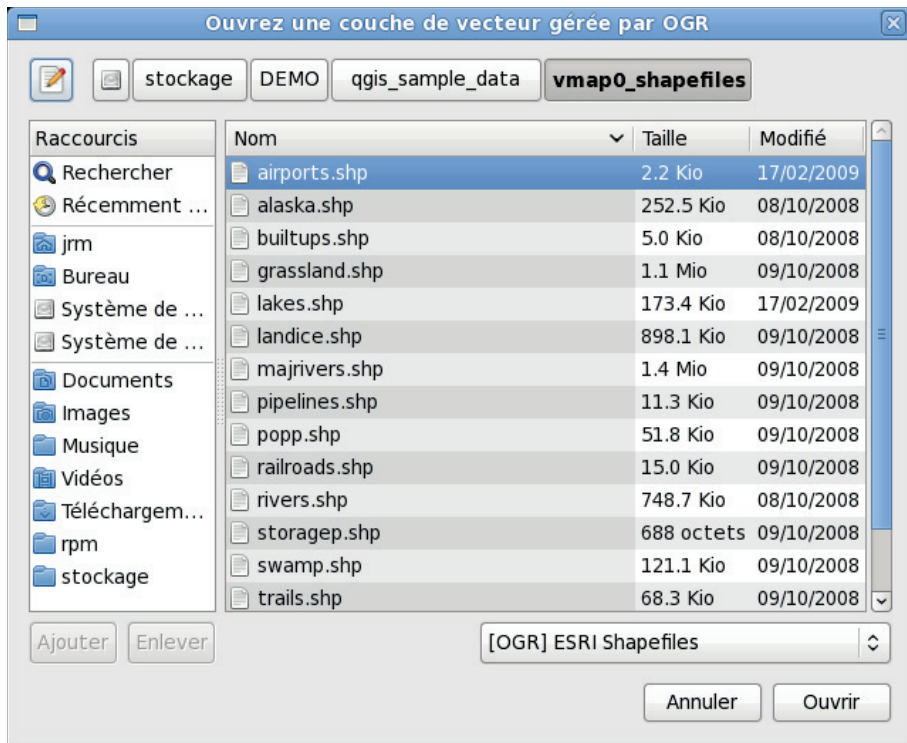 Ouvrez une couche de vecteur gérée par OGR
stockage DEMO qgis_sample_data vmap0_shapefiles
Raccourcis
Rechercher
Récemment ...
jrm
Bureau
Système de ...
Système de ...
Documents
Images
Musique
Vidéos
Téléchargem...
rpm
stockage
Nom Taille Modifié
airports.shp 2.2 Kio 17/02/2009
alaska.shp 252.5 Kio 08/10/2008
builtups.shp 5.0 Kio 08/10/2008
grassland.shp 1.1 Mio 09/10/2008
lakes.shp 173.4 Kio 17/02/2009
landice.shp 898.1 Kio 09/10/2008
majrivers.shp 1.4 Mio 09/10/2008
pipelines.shp 11.3 Kio 09/10/2008
popp.shp 51.8 Kio 09/10/2008
railroads.shp 15.0 Kio 09/10/2008
rivers.shp 748.7 Kio 08/10/2008
storagep.shp 688 octets 09/10/2008
swamp.shp 121.1 Kio 09/10/2008
trails.shp 68.3 Kio 09/10/2008
Ajouter Enlever
[OGR] ESRI Shapefiles
Annuler Ouvrir